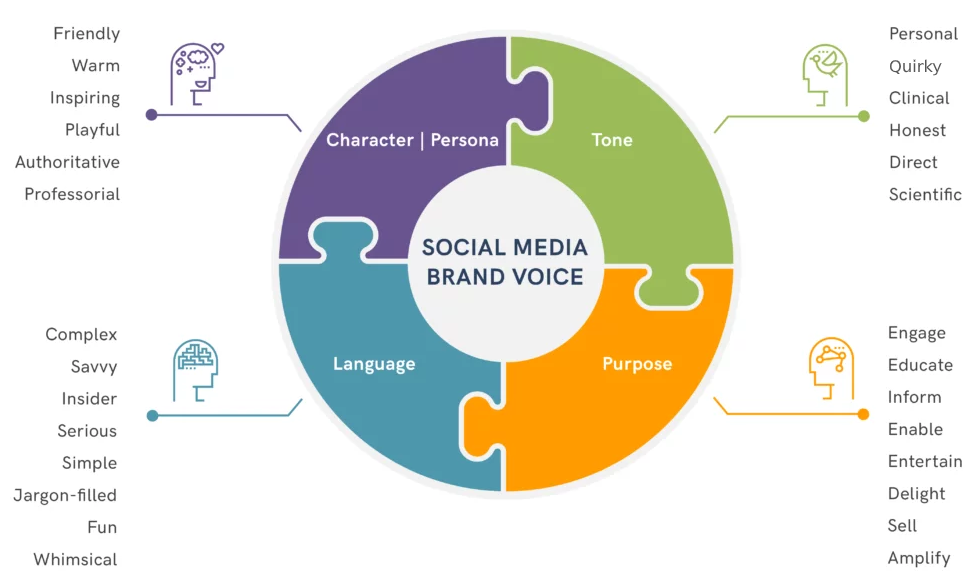 Friendly
Warm
Inspiring
Playful
Authoritative
Professorial
Character | Persona
Tone
Personal
Quirky
Clinical
Honest
Direct
Scientific
SOCIAL MEDIA
BRAND VOICE
Complex
Savvy
Insider
Serious
Simple
Jargon-filled
Fun
Whimsical
Language
Purpose
Engage
Educate
Inform
Enable
Entertain
Delight
Sell
Amplify